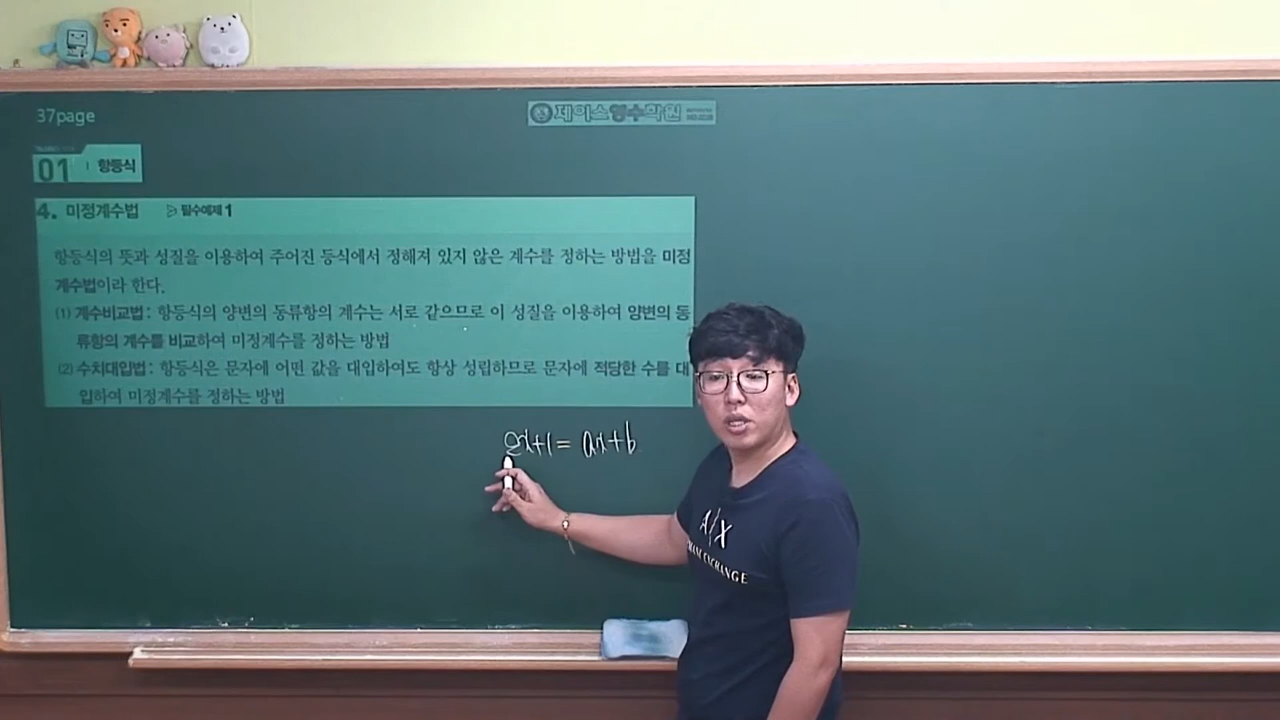 37page
제이스영수학원
01 항등식
4. 미정계수법 ▷ 필수예제 1
항등식의 뜻과 성질을 이용하여 주어진 등식에서 정해져 있지 않은 계수를 정하는 방법을 미정
계수법이라 한다.
(1) 계수비교법 : 항등식의 양변의 동류항의 계수는 서로 같으므로 이 성질을 이용하여 양변의 동
류항의 계수를 비교하여 미정계수를 정하는 방법
(2) 수치대입법 : 항등식은 문자에 어떤 값을 대입하여도 항상 성립하므로 문자에 적당한 수를 대
입하여 미정계수를 정하는 방법
2x+1 = ax+b
A|X
EXCHANGE